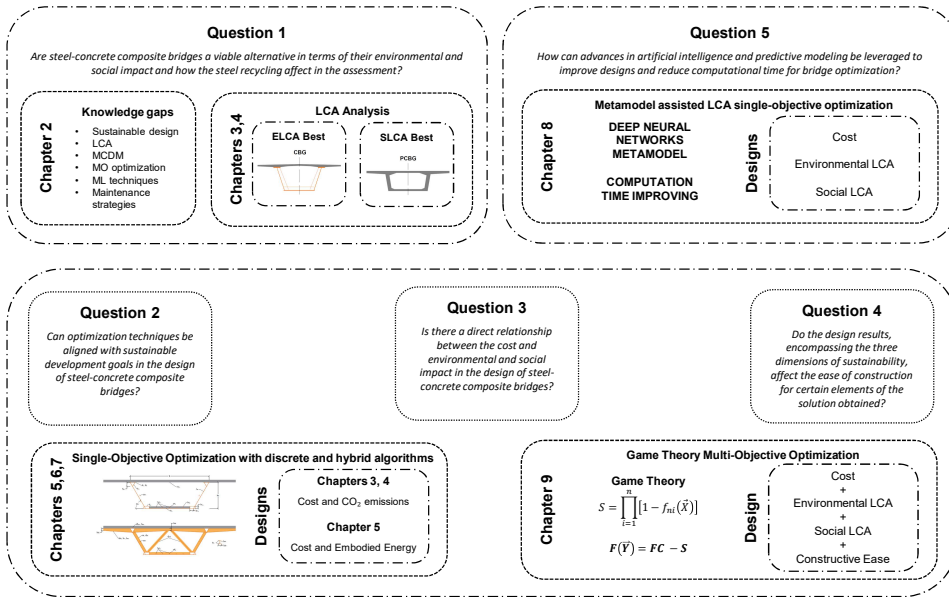 Question 1
Are steel-concrete composite bridges a viable alternative in terms of their environmental and
social impact and how the steel recycling affect in the assessment?
Chapter 2
Knowledge gaps
• Sustainable design
• LCA
• MCDM
• MO optimization
• ML techniques
• Maintenance
strategies
Chapters 3,4
LCA Analysis
ELCA Best
CBG
SLCA Best
PCBG
Question 5
How can advances in artificial intelligence and predictive modeling be leveraged to
improve designs and reduce computational time for bridge optimization?
Chapter 8
Metamodel assisted LCA single-objective optimization
DEEP NEURAL
NETWORKS
METAMODEL
COMPUTATION
TIME IMPROVING
Designs
Cost
Environmental LCA
Social LCA
Question 2
Can optimization techniques be
aligned with sustainable
development goals in the design
of steel-concrete composite
bridges?
Question 3
Is there a direct relationship
between the cost and
environmental and social
impact in the design of steel-
concrete composite bridges?
Question 4
Do the design results,
encompassing the three
dimensions of sustainability,
affect the ease of construction
for certain elements of the
solution obtained?
Chapters 5,6,7
Single-Objective Optimization with discrete and hybrid algorithms
Designs
Chapters 3, 4
Cost and CO₂ emissions
Chapter 5
Cost and Embodied Energy
Chapter 9
Game Theory Multi-Objective Optimization
Game Theory
S = ∏ⁿᵢ₌₁[1 − fₙᵢ(X⃗)]
F(Y⃗) = FC − S
Design
Cost
+
Environmental LCA
+
Social LCA
+
Constructive Ease